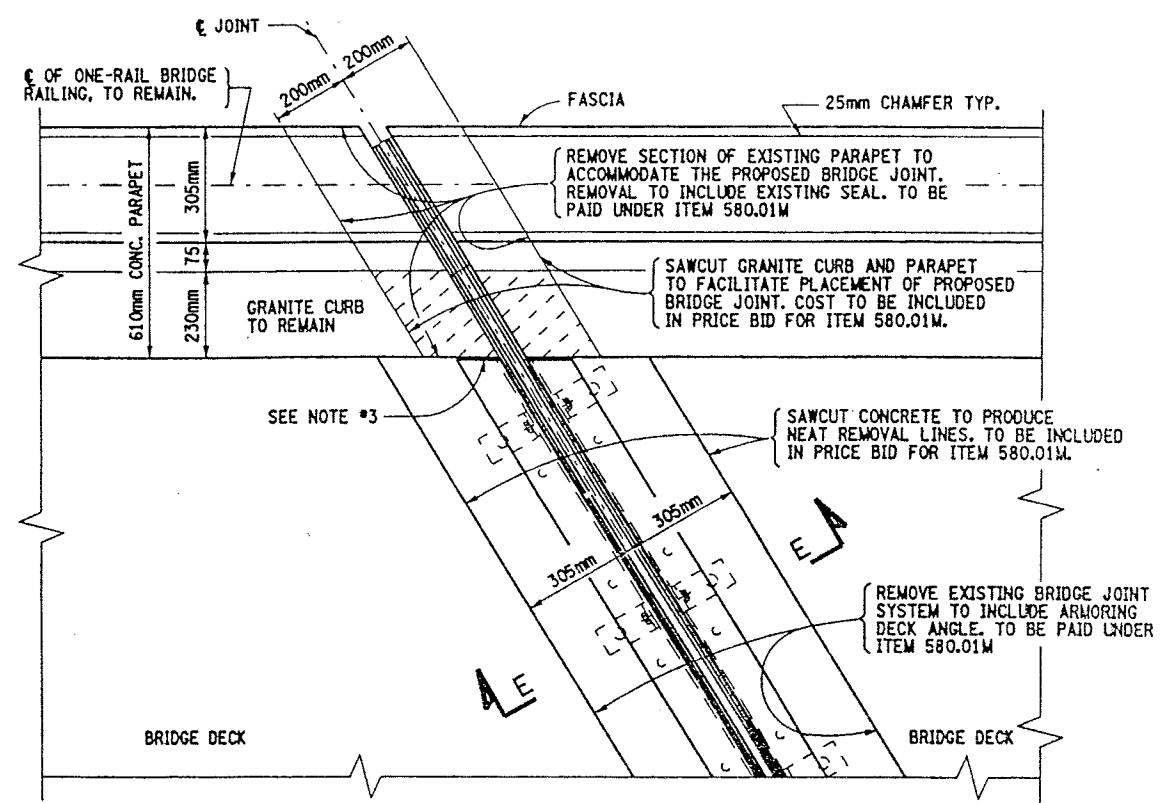 ℄ JOINT
200mm
200mm
℄ OF ONE-RAIL BRIDGE
RAILING, TO REMAIN.
FASCIA
25mm CHAMFER TYP.
610mm CONC. PARAPET
305mm
75
230mm
REMOVE SECTION OF EXISTING PARAPET TO
ACCOMMODATE THE PROPOSED BRIDGE JOINT.
REMOVAL TO INCLUDE EXISTING SEAL. TO BE
PAID UNDER ITEM 580.01M
GRANITE CURB
TO REMAIN
SAWCUT GRANITE CURB AND PARAPET
TO FACILITATE PLACEMENT OF PROPOSED
BRIDGE JOINT. COST TO BE INCLUDED
IN PRICE BID FOR ITEM 580.01M.
SEE NOTE #3
SAWCUT CONCRETE TO PRODUCE
NEAT REMOVAL LINES. TO BE INCLUDED
IN PRICE BID FOR ITEM 580.01M.
305mm
305mm
E
E
REMOVE EXISTING BRIDGE JOINT
SYSTEM TO INCLUDE ARMORING
DECK ANGLE. TO BE PAID UNDER
ITEM 580.01M
BRIDGE DECK
BRIDGE DECK